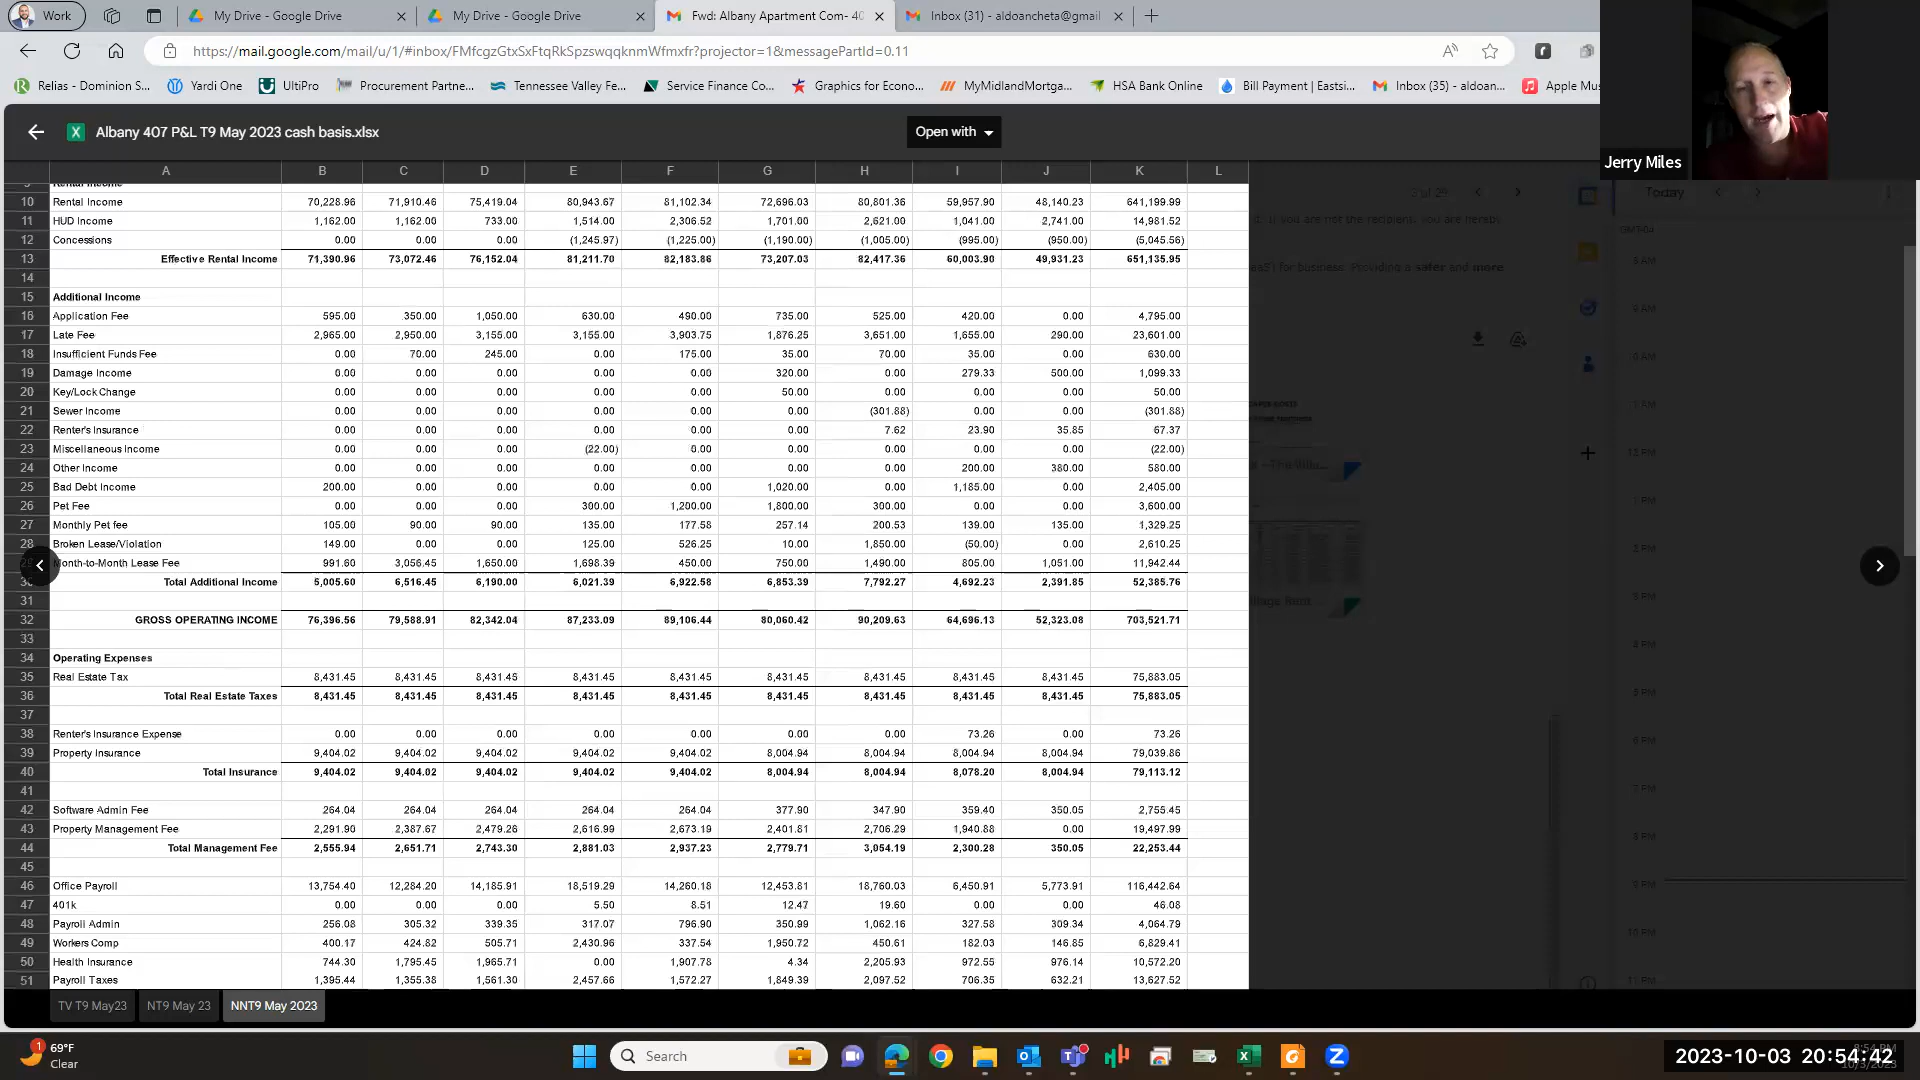 Work
My Drive - Google Drive
My Drive - Google Drive
Fwd: Albany Apartment Com- 40
Inbox (31) - aldoancheta@gmail
https://mail.google.com/mail/u/1/#inbox/FMfcgzGtxSxFtqRkSpzswqqknmWfmxfr?projector=1&messagePartId=0.11
Relias - Dominion S... Yardi One UltiPro Procurement Partne... Tennessee Valley Fe... Service Finance Co... Graphics for Econo... MyMidlandMortga... HSA Bank Online Bill Payment | Eastsi... Inbox (35) - aldoan... Apple Mus
Albany 407 P&L T9 May 2023 cash basis.xlsx
Open with
Jerry Miles
A B C D E F G H I J K L
10 Rental Income 70,228.96 71,910.46 75,419.04 80,943.67 81,102.34 72,696.03 80,801.36 59,957.90 48,140.23 641,199.99
11 HUD Income 1,162.00 1,162.00 733.00 1,514.00 2,306.52 1,701.00 2,621.00 1,041.00 2,741.00 14,981.52
12 Concessions 0.00 0.00 0.00 (1,245.97) (1,225.00) (1,190.00) (1,005.00) (995.00) (950.00) (5,045.56)
13 Effective Rental Income 71,390.96 73,072.46 76,152.04 81,211.70 82,183.86 73,207.03 82,417.36 60,003.90 49,931.23 651,135.95
14
15 Additional Income
16 Application Fee 595.00 350.00 1,050.00 630.00 490.00 735.00 525.00 420.00 0.00 4,795.00
17 Late Fee 2,965.00 2,950.00 3,155.00 3,155.00 3,903.75 1,876.25 3,651.00 1,655.00 290.00 23,601.00
18 Insufficient Funds Fee 0.00 70.00 245.00 0.00 175.00 35.00 70.00 35.00 0.00 630.00
19 Damage Income 0.00 0.00 0.00 0.00 0.00 320.00 0.00 279.33 500.00 1,099.33
20 Key/Lock Change 0.00 0.00 0.00 0.00 0.00 50.00 0.00 0.00 0.00 50.00
21 Sewer Income 0.00 0.00 0.00 0.00 0.00 0.00 (301.88) 0.00 0.00 (301.88)
22 Renter's Insurance 0.00 0.00 0.00 0.00 0.00 0.00 7.62 23.90 35.85 67.37
23 Miscellaneous Income 0.00 0.00 0.00 (22.00) 0.00 0.00 0.00 0.00 0.00 (22.00)
24 Other Income 0.00 0.00 0.00 0.00 0.00 0.00 0.00 200.00 380.00 580.00
25 Bad Debt Income 200.00 0.00 0.00 0.00 0.00 1,020.00 0.00 1,185.00 0.00 2,405.00
26 Pet Fee 0.00 0.00 0.00 300.00 1,200.00 1,800.00 300.00 0.00 0.00 3,600.00
27 Monthly Pet fee 105.00 90.00 90.00 135.00 177.58 257.14 200.53 139.00 135.00 1,329.25
28 Broken Lease/Violation 149.00 0.00 0.00 125.00 526.25 10.00 1,850.00 (50.00) 0.00 2,610.25
Month-to-Month Lease Fee 991.60 3,056.45 1,650.00 1,698.39 450.00 750.00 1,490.00 805.00 1,051.00 11,942.44
30 Total Additional Income 5,005.60 6,516.45 6,190.00 6,021.39 6,922.58 6,853.39 7,792.27 4,692.23 2,391.85 52,385.76
31
32 GROSS OPERATING INCOME 76,396.56 79,588.91 82,342.04 87,233.09 89,106.44 80,060.42 90,209.63 64,696.13 52,323.08 703,521.71
33
34 Operating Expenses
35 Real Estate Tax 8,431.45 8,431.45 8,431.45 8,431.45 8,431.45 8,431.45 8,431.45 8,431.45 8,431.45 75,883.05
36 Total Real Estate Taxes 8,431.45 8,431.45 8,431.45 8,431.45 8,431.45 8,431.45 8,431.45 8,431.45 8,431.45 75,883.05
37
38 Renter's Insurance Expense 0.00 0.00 0.00 0.00 0.00 0.00 0.00 73.26 0.00 73.26
39 Property Insurance 9,404.02 9,404.02 9,404.02 9,404.02 9,404.02 8,004.94 8,004.94 8,004.94 8,004.94 79,039.86
40 Total Insurance 9,404.02 9,404.02 9,404.02 9,404.02 9,404.02 8,004.94 8,004.94 8,078.20 8,004.94 79,113.12
41
42 Software Admin Fee 264.04 264.04 264.04 264.04 264.04 377.90 347.90 359.40 350.05 2,755.45
43 Property Management Fee 2,291.90 2,387.67 2,479.26 2,616.99 2,673.19 2,401.81 2,706.29 1,940.88 0.00 19,497.99
44 Total Management Fee 2,555.94 2,651.71 2,743.30 2,881.03 2,937.23 2,779.71 3,054.19 2,300.28 350.05 22,253.44
45
46 Office Payroll 13,754.40 12,284.20 14,185.91 18,519.29 14,260.18 12,453.81 18,760.03 6,450.91 5,773.91 116,442.64
47 401k 0.00 0.00 0.00 5.50 8.51 12.47 19.60 0.00 0.00 46.08
48 Payroll Admin 256.08 305.32 339.35 317.07 796.90 350.99 1,062.16 327.58 309.34 4,064.79
49 Workers Comp 400.17 424.82 505.71 2,430.96 337.54 1,950.72 450.61 182.03 146.85 6,829.41
50 Health Insurance 744.30 1,795.45 1,965.71 0.00 1,907.78 4.34 2,205.93 972.55 976.14 10,572.20
51 Payroll Taxes 1,395.44 1,355.38 1,561.30 2,457.66 1,572.27 1,849.39 2,097.52 706.35 632.21 13,627.52
TV T9 May23 NT9 May 23 NNT9 May 2023
Today
1
69°F
Clear
Search
2023-10-03 20:54:42